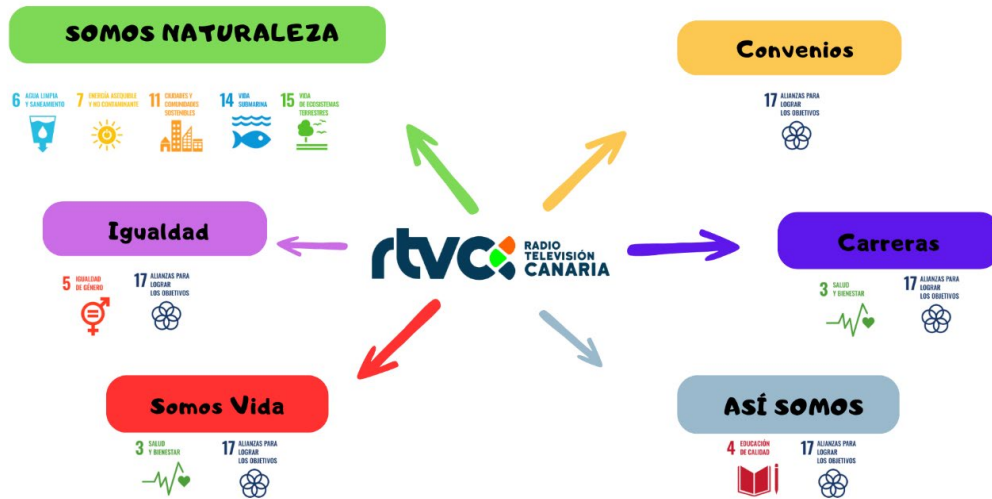 SOMOS NATURALEZA
6 AGUA LIMPIA
Y SANEAMIENTO
7 ENERGÍA ASEQUIBLE
Y NO CONTAMINANTE
11 CIUDADES Y
COMUNIDADES
SOSTENIBLES
14 VIDA
SUBMARINA
15 VIDA
DE ECOSISTEMAS
TERRESTRES
Convenios
17 ALIANZAS PARA
LOGRAR
LOS OBJETIVOS
Igualdad
5 IGUALDAD
DE GÉNERO
17 ALIANZAS PARA
LOGRAR
LOS OBJETIVOS
rtvc
RADIO
TELEVISIÓN
CANARIA
Carreras
3 SALUD
Y BIENESTAR
17 ALIANZAS PARA
LOGRAR
LOS OBJETIVOS
Somos Vida
3 SALUD
Y BIENESTAR
17 ALIANZAS PARA
LOGRAR
LOS OBJETIVOS
ASÍ SOMOS
4 EDUCACIÓN
DE CALIDAD
17 ALIANZAS PARA
LOGRAR
LOS OBJETIVOS